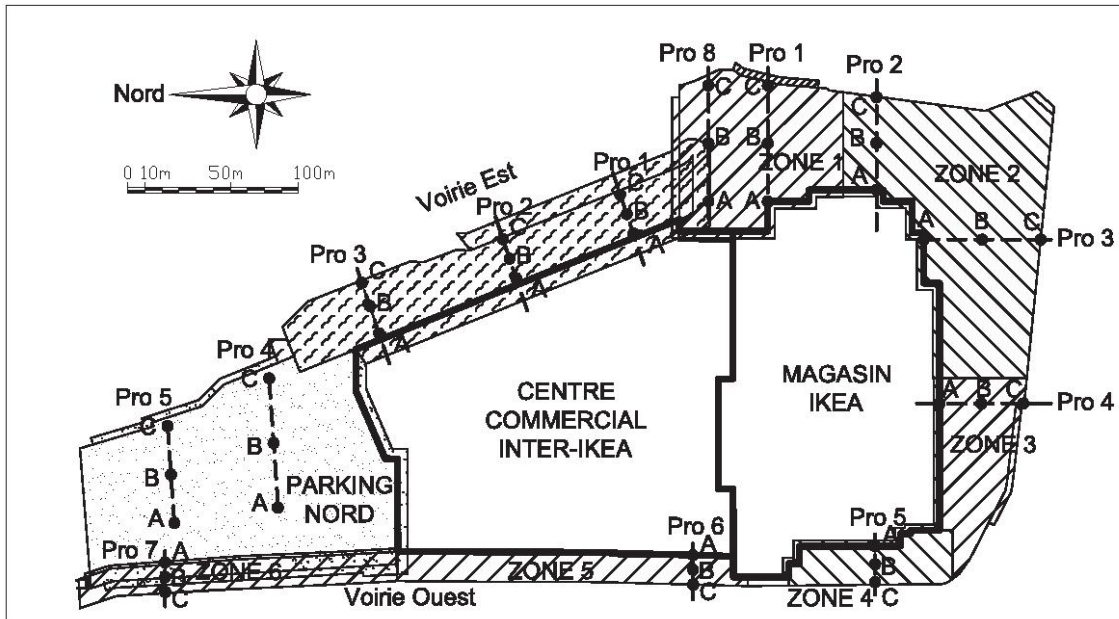 Nord
0 10m 50m 100m
Pro 8
Pro 1
Pro 2
C
C
C
B
B
B
A
A
A
ZONE 1
ZONE 2
Voirie Est
Pro 1
C
B
A
Pro 2
C
B
A
Pro 3
C
B
A
A
B
C
Pro 3
Pro 4
C
B
A
Pro 5
C
B
A
PARKING
NORD
CENTRE
COMMERCIAL
INTER-IKEA
MAGASIN
IKEA
A
B
C
Pro 4
ZONE 3
Pro 7
A
B
C
ZONE 6
Voirie Ouest
ZONE 5
Pro 6
A
B
C
Pro 5
A
B
C
ZONE 4